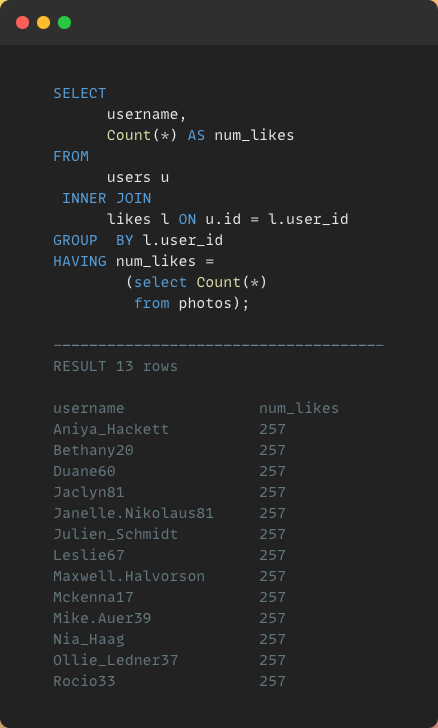 SELECT
username,
Count(*) AS num_likes
FROM
users u
INNER JOIN
likes l ON u.id = l.user_id
GROUP  BY l.user_id
HAVING num_likes =
(select Count(*)
from photos);
-------------------------------------
RESULT 13 rows
username num_likes
Aniya_Hackett 257
Bethany20 257
Duane60 257
Jaclyn81 257
Janelle.Nikolaus81 257
Julien_Schmidt 257
Leslie67 257
Maxwell.Halvorson 257
Mckenna17 257
Mike.Auer39 257
Nia_Haag 257
Ollie_Ledner37 257
Rocio33 257